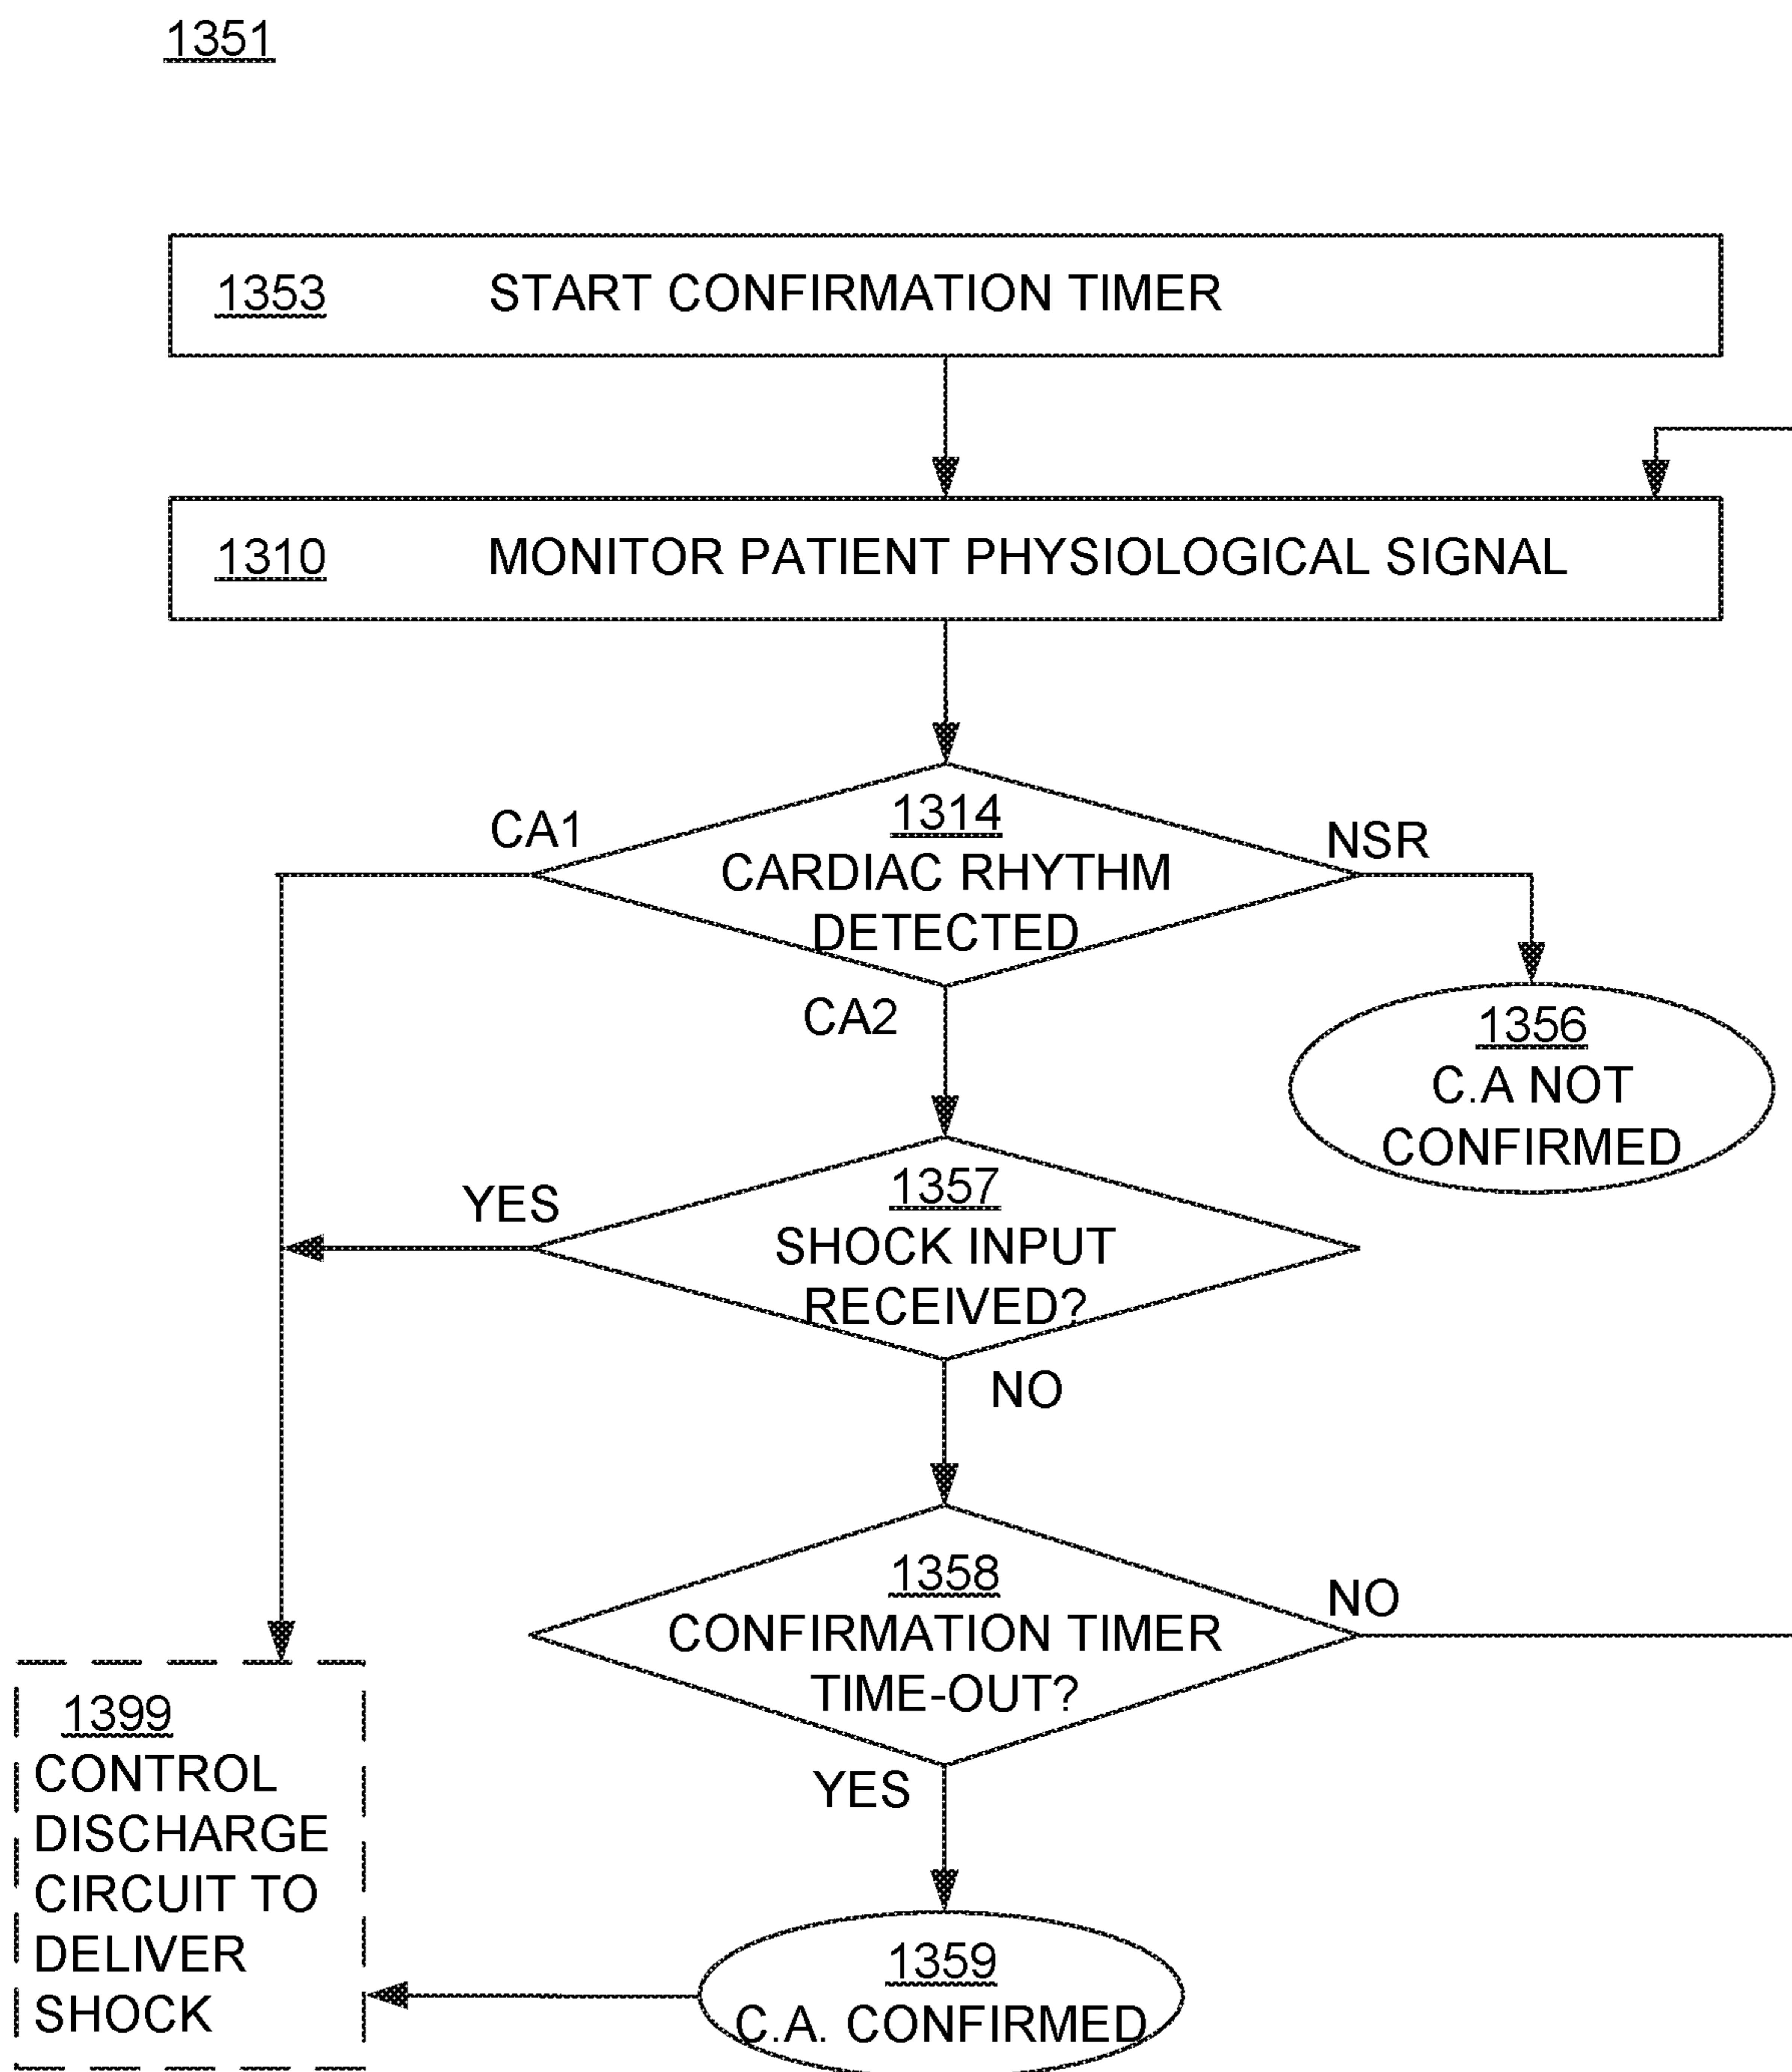 1351
1353 START CONFIRMATION TIMER
1310 MONITOR PATIENT PHYSIOLOGICAL SIGNAL
CA1
1314
CARDIAC RHYTHM
DETECTED
NSR
CA2
1356
C.A NOT
CONFIRMED
YES
1357
SHOCK INPUT
RECEIVED?
NO
1358
CONFIRMATION TIMER
TIME-OUT?
NO
YES
1399
CONTROL
DISCHARGE
CIRCUIT TO
DELIVER
SHOCK
1359
C.A. CONFIRMED